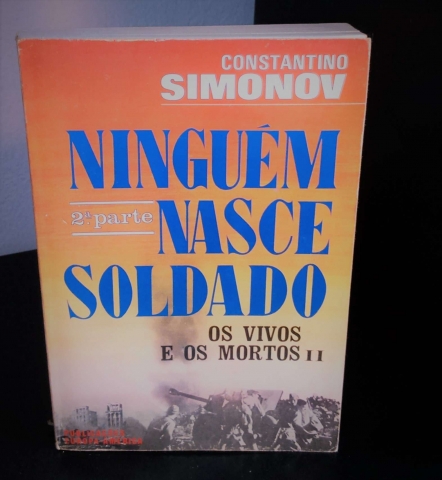 CONSTANTINO
SIMONOV
NINGUÉM
2ª parte
NASCE
SOLDADO
OS VIVOS
E OS MORTOS II